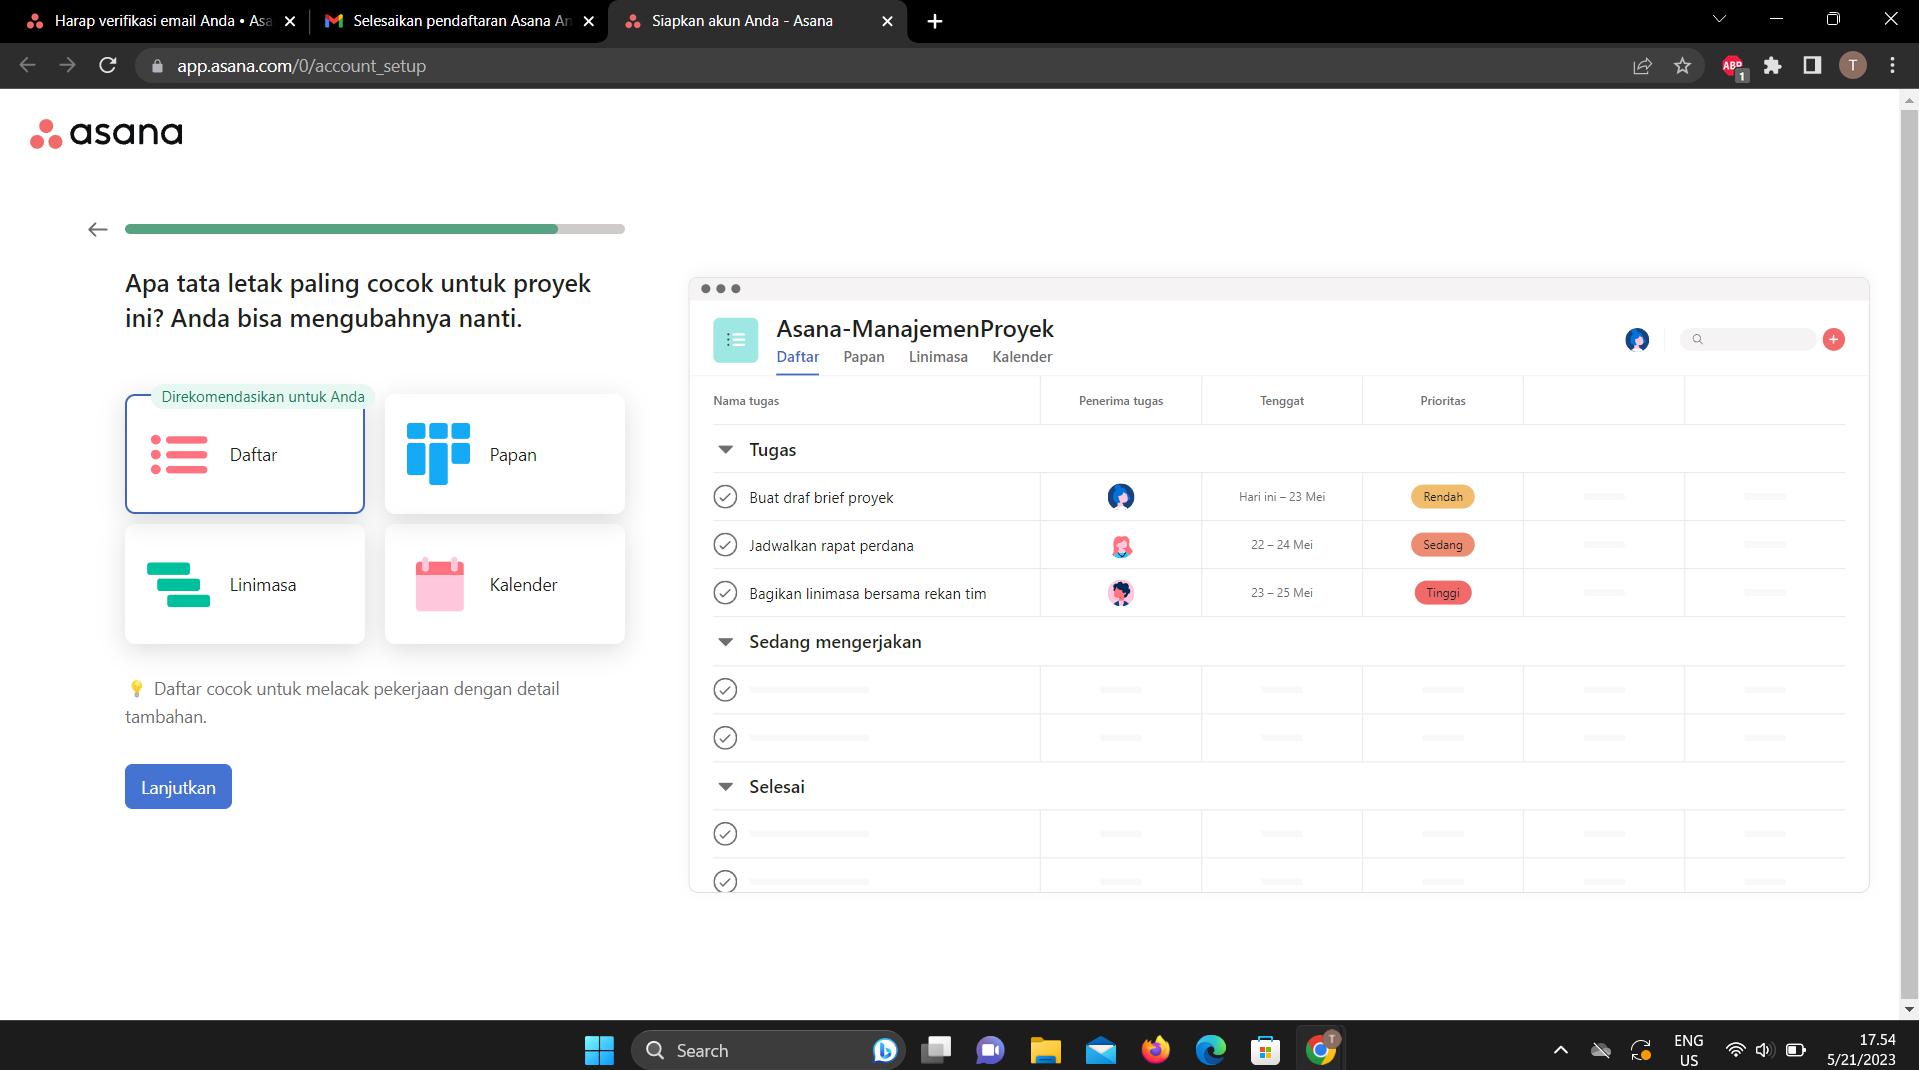 Harap verifikasi email Anda • Asa
Selesaikan pendaftaran Asana An
Siapkan akun Anda - Asana
app.asana.com/0/account_setup
ABP
1
T
asana
Apa tata letak paling cocok untuk proyek
ini? Anda bisa mengubahnya nanti.
Direkomendasikan untuk Anda
Daftar
Papan
Linimasa
Kalender
Daftar cocok untuk melacak pekerjaan dengan detail
tambahan.
Lanjutkan
Asana-ManajemenProyek
Daftar Papan Linimasa Kalender
Nama tugas Penerima tugas Tenggat Prioritas
Tugas
Buat draf brief proyek Hari ini – 23 Mei Rendah
Jadwalkan rapat perdana 22 – 24 Mei Sedang
Bagikan linimasa bersama rekan tim 23 – 25 Mei Tinggi
Sedang mengerjakan
Selesai
Search
T
ENG
US
17.54
5/21/2023